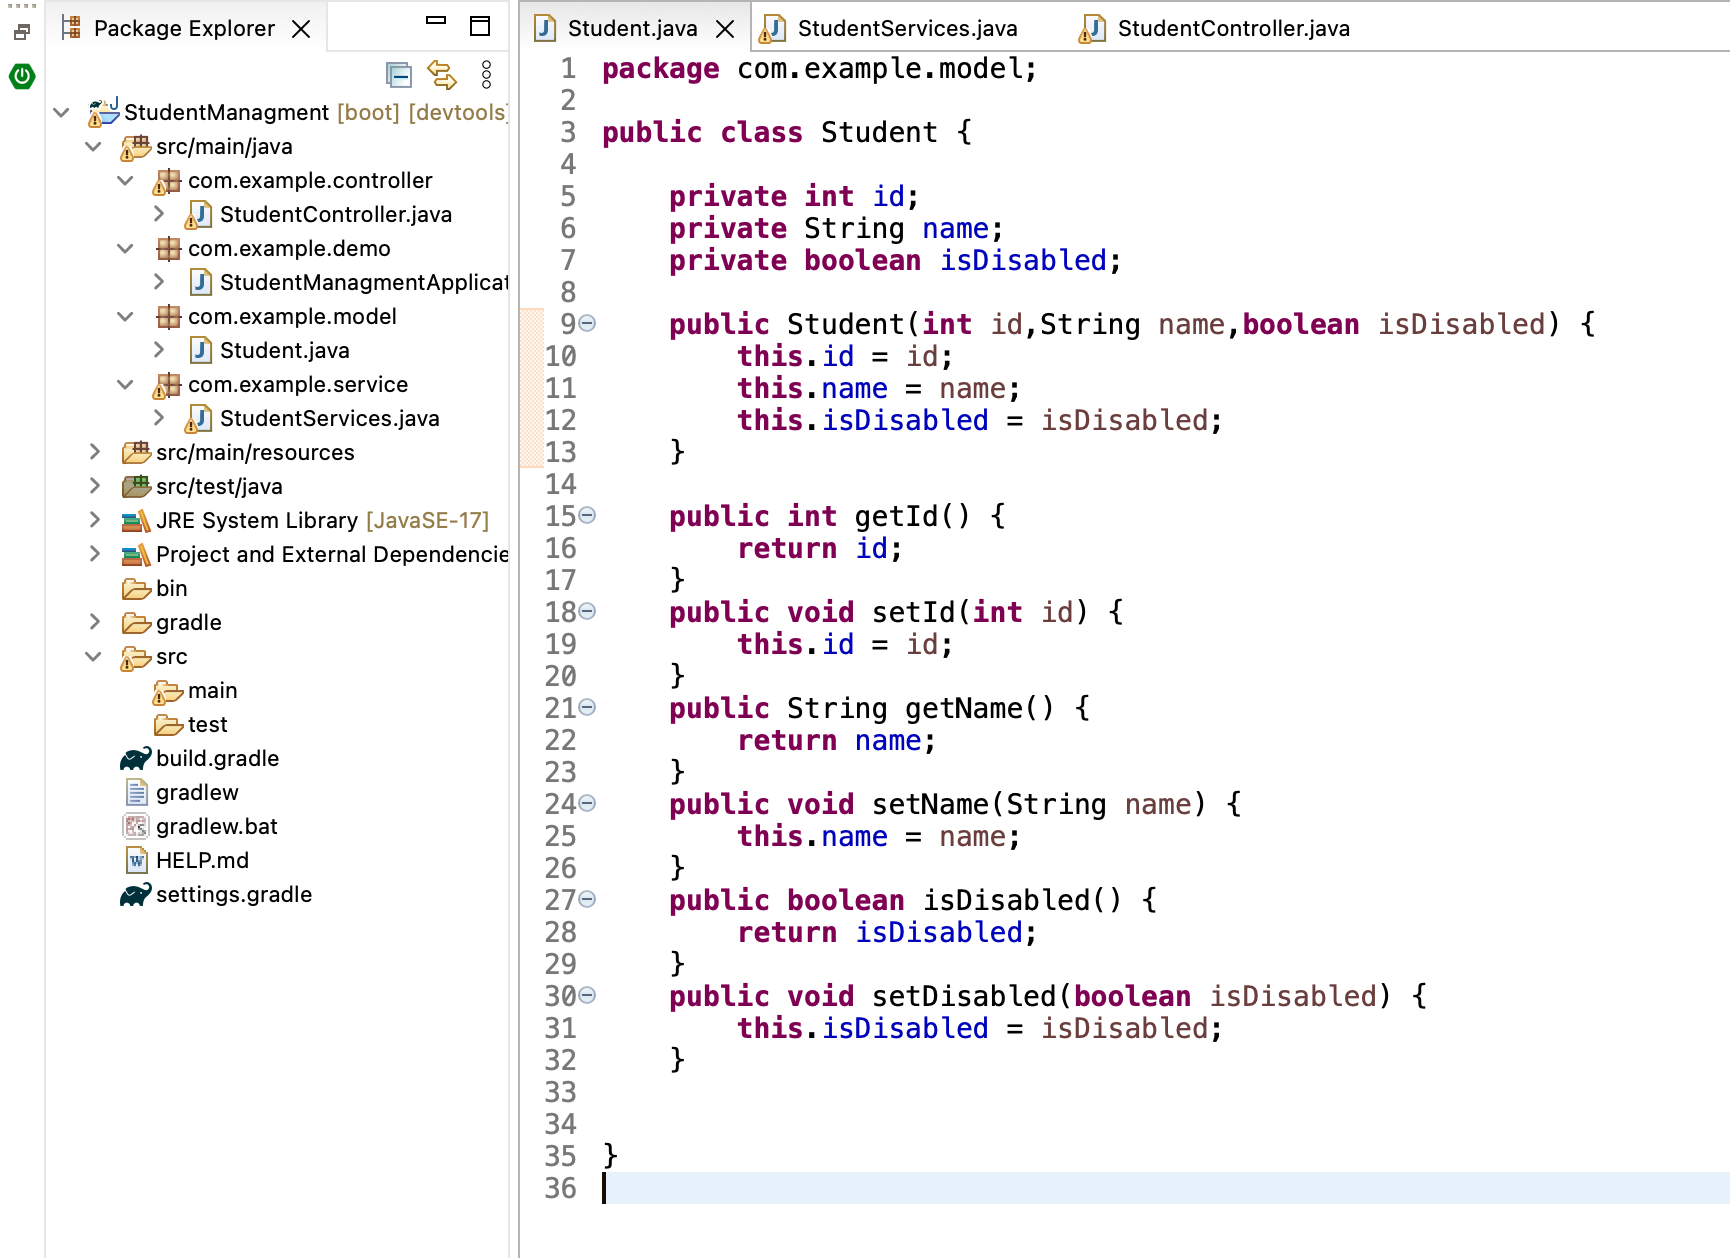 Package Explorer
StudentManagment [boot] [devtools]
src/main/java
com.example.controller
StudentController.java
com.example.demo
StudentManagmentApplicat
com.example.model
Student.java
com.example.service
StudentServices.java
src/main/resources
src/test/java
JRE System Library [JavaSE-17]
Project and External Dependencie
bin
gradle
src
main
test
build.gradle
gradlew
gradlew.bat
HELP.md
settings.gradle
Student.java StudentServices.java StudentController.java
1 package com.example.model;
2
3 public class Student {
4
5 private int id;
6 private String name;
7 private boolean isDisabled;
8
9 public Student(int id,String name,boolean isDisabled) {
10 this.id = id;
11 this.name = name;
12 this.isDisabled = isDisabled;
13 }
14
15 public int getId() {
16 return id;
17 }
18 public void setId(int id) {
19 this.id = id;
20 }
21 public String getName() {
22 return name;
23 }
24 public void setName(String name) {
25 this.name = name;
26 }
27 public boolean isDisabled() {
28 return isDisabled;
29 }
30 public void setDisabled(boolean isDisabled) {
31 this.isDisabled = isDisabled;
32 }
33
34
35 }
36